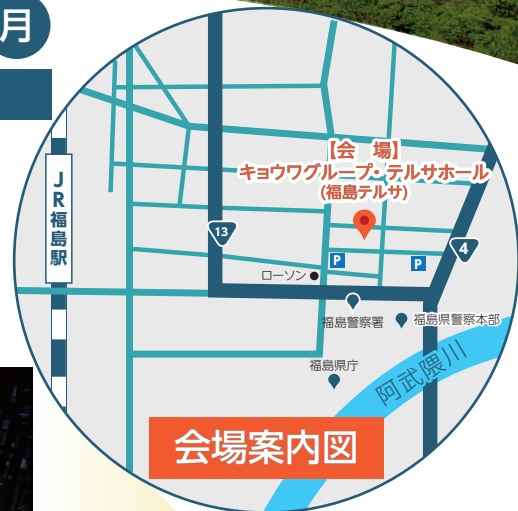 月
【会 場】
キョウワグループ・テルサホール
(福島テルサ)
JR福島駅
13
4
P
P
ローソン
福島警察署
福島県警察本部
福島県庁
阿武隈川
会場案内図